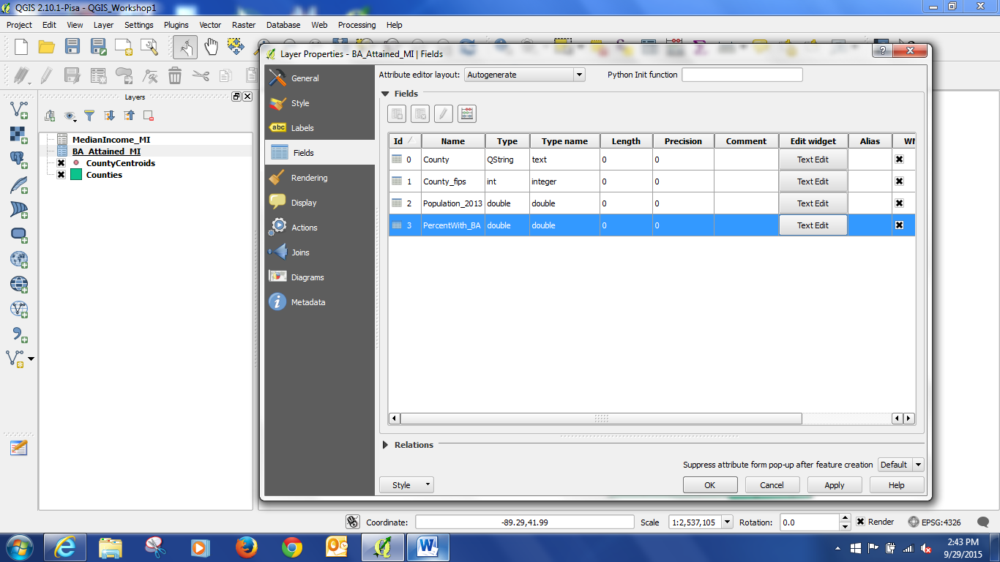 QGIS 2.10.1-Pisa - QGIS_Workshop1
Project Edit View Layer Settings Plugins Vector Raster Database Web Processing Help
Layer Properties - BA_Attained_MI | Fields
Layers
MedianIncome_MI
BA_Attained_MI
CountyCentroids
Counties
General
Style
abc Labels
Fields
Rendering
Display
Actions
Joins
Diagrams
Metadata
Attribute editor layout: Autogenerate Python Init function
Fields
Id Name Type Type name Length Precision Comment Edit widget Alias
0 County QString text 0 0 Text Edit
1 County_fips int integer 0 0 Text Edit
2 Population_2013 double double 0 0 Text Edit
3 PercentWith_BA double double 0 0 Text Edit
Relations
Suppress attribute form pop-up after feature creation Default
Style OK Cancel Apply Help
Coordinate: -89.29,41.99 Scale 1:2,537,105 Rotation: 0.0 Render EPSG:4326
2:43 PM
9/29/2015